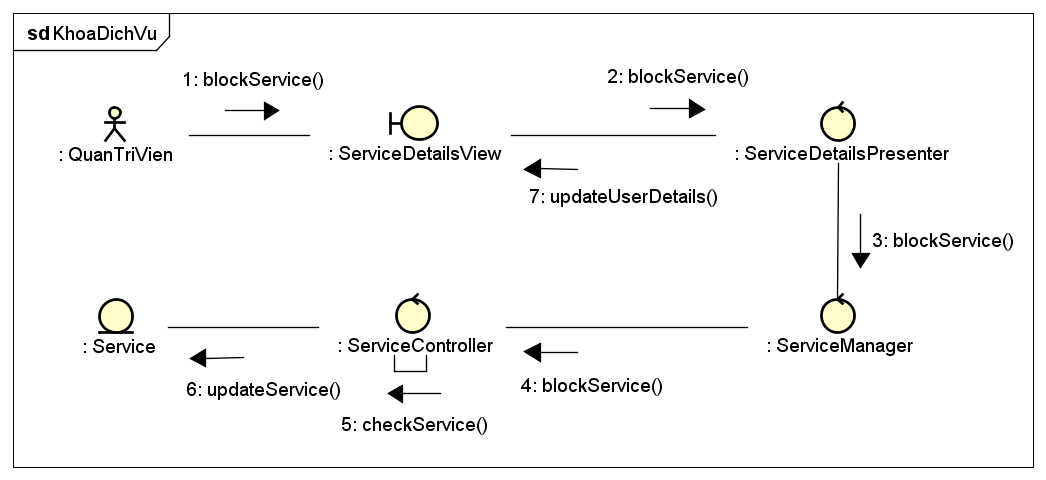 sd KhoaDichVu
1: blockService()
2: blockService()
: QuanTriVien
: ServiceDetailsView
: ServiceDetailsPresenter
7: updateUserDetails()
3: blockService()
: Service
: ServiceController
: ServiceManager
6: updateService()
4: blockService()
5: checkService()